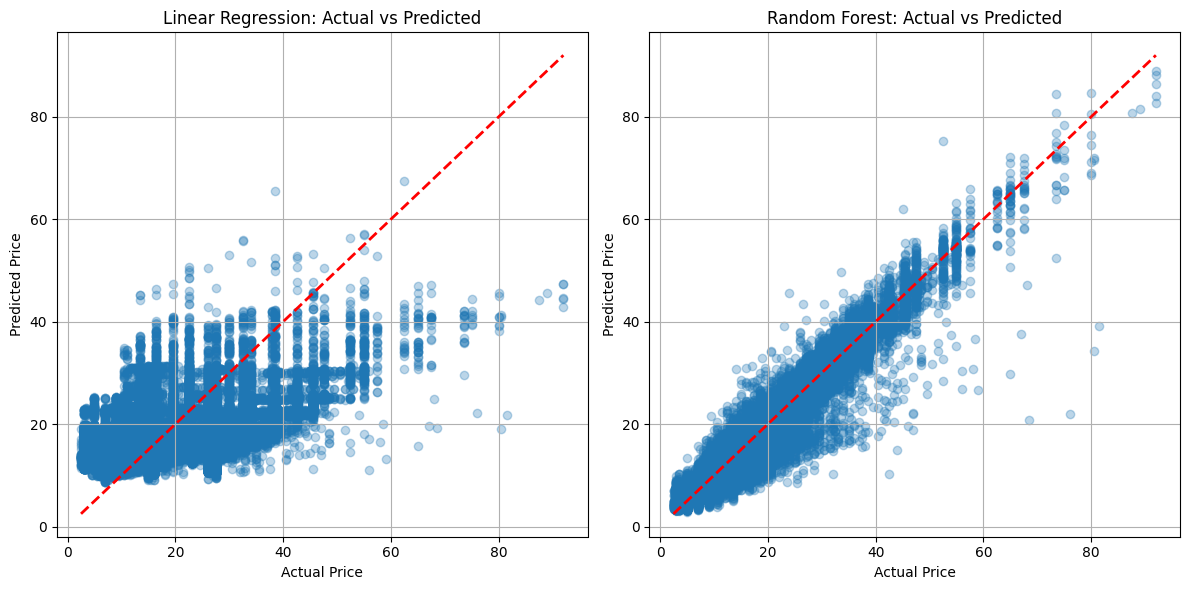 Linear Regression: Actual vs Predicted
Predicted Price
80
60
40
20
0
0 20 40 60 80
Actual Price
Random Forest: Actual vs Predicted
Predicted Price
80
60
40
20
0
0 20 40 60 80
Actual Price